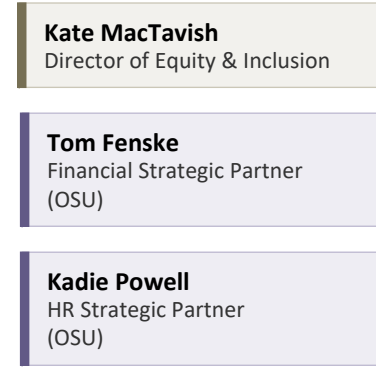 Kate MacTavish
Director of Equity & Inclusion
Tom Fenske
Financial Strategic Partner
(OSU)
Kadie Powell
HR Strategic Partner
(OSU)